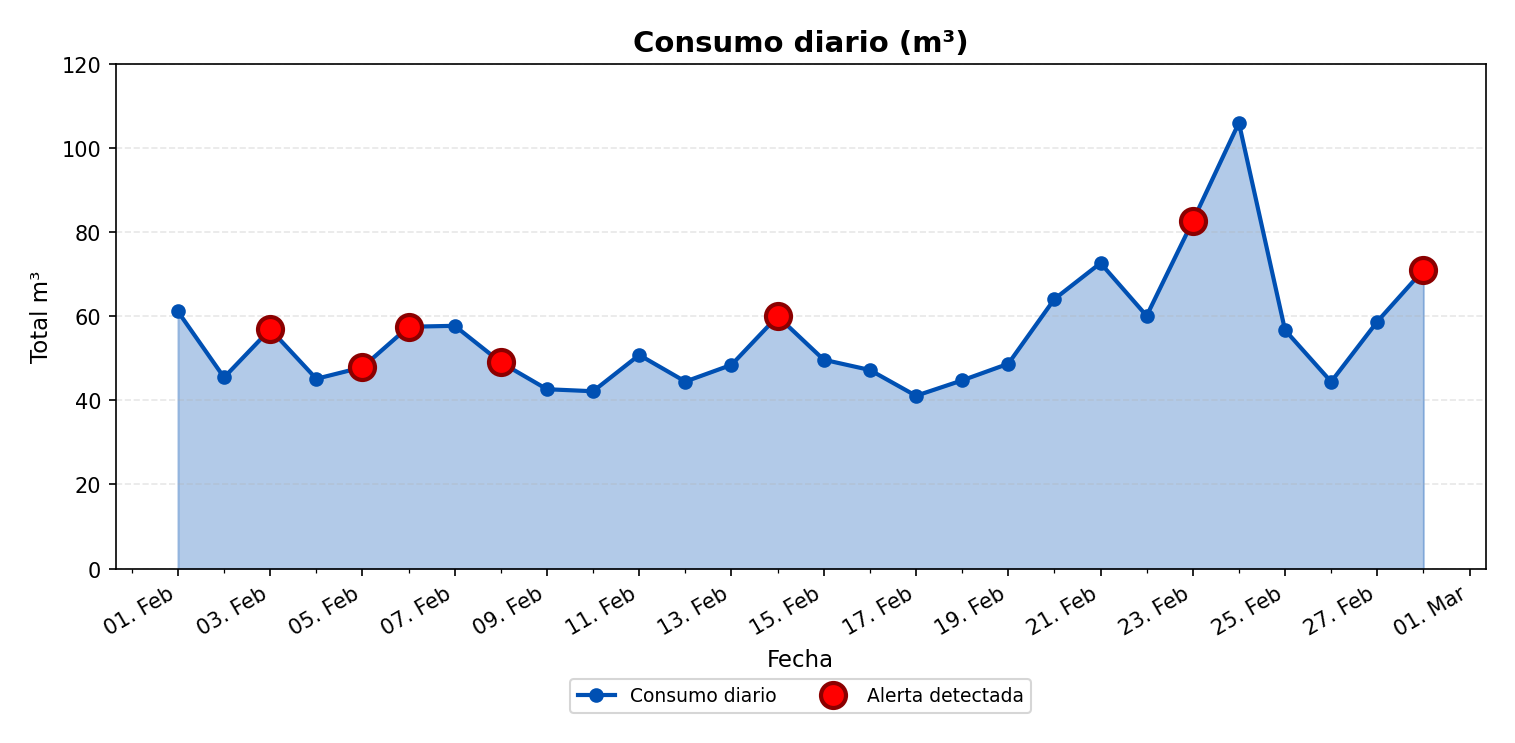 Consumo diario (m³)
120
100
80
60
40
20
0
Total m³
01. Feb
03. Feb
05. Feb
07. Feb
09. Feb
11. Feb
13. Feb
15. Feb
17. Feb
19. Feb
21. Feb
23. Feb
25. Feb
27. Feb
01. Mar
Fecha
Consumo diario
Alerta detectada